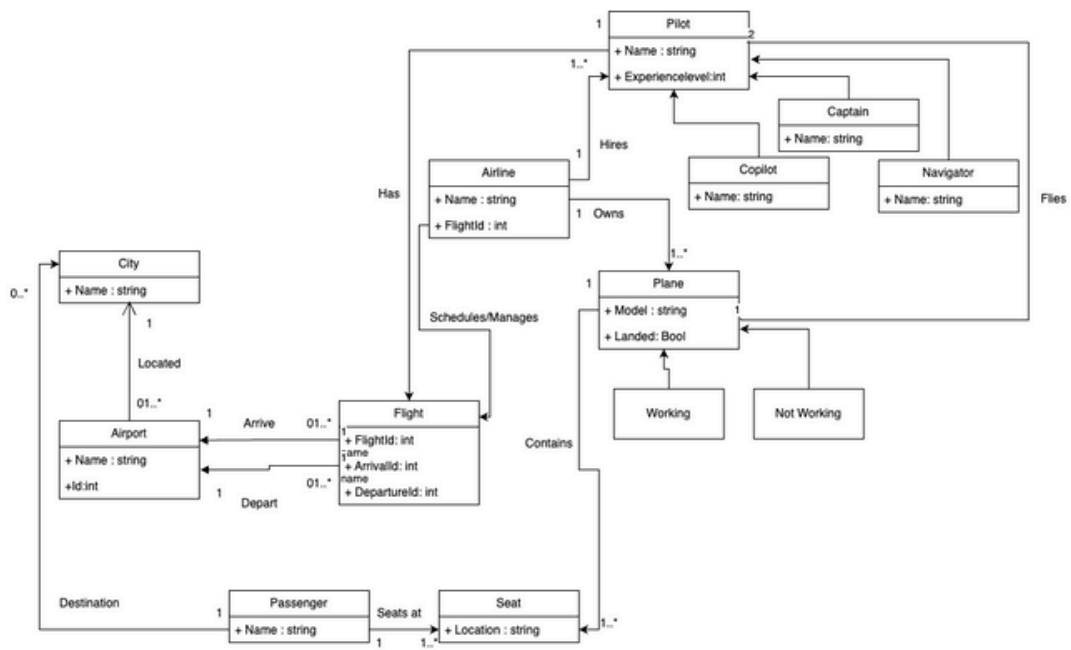 1
Pilot
2
+ Name : string
1..*
+ Experiencelevel:int
Captain
+ Name: string
1
Hires
Airline
Copilot
Navigator
Has
+ Name : string
+ Name: string
+ Name: string
Flies
1
Owns
+ FlightId : int
1..*
City
0..*
+ Name : string
1
Plane
1
+ Model : string
1
Schedules/Manages
+ Landed: Bool
Located
01..*
Working
Not Working
1
Arrive
01..*
Flight
Airport
1
+ FlightId: int
Contains
+ Name : string
1
+ ArrivalId: int
+Id:int
name
1
Depart
01..*
+ DepartureId: int
Destination
1
Passenger
Seats at
Seat
1..*
+ Name : string
1
1..*
+ Location : string